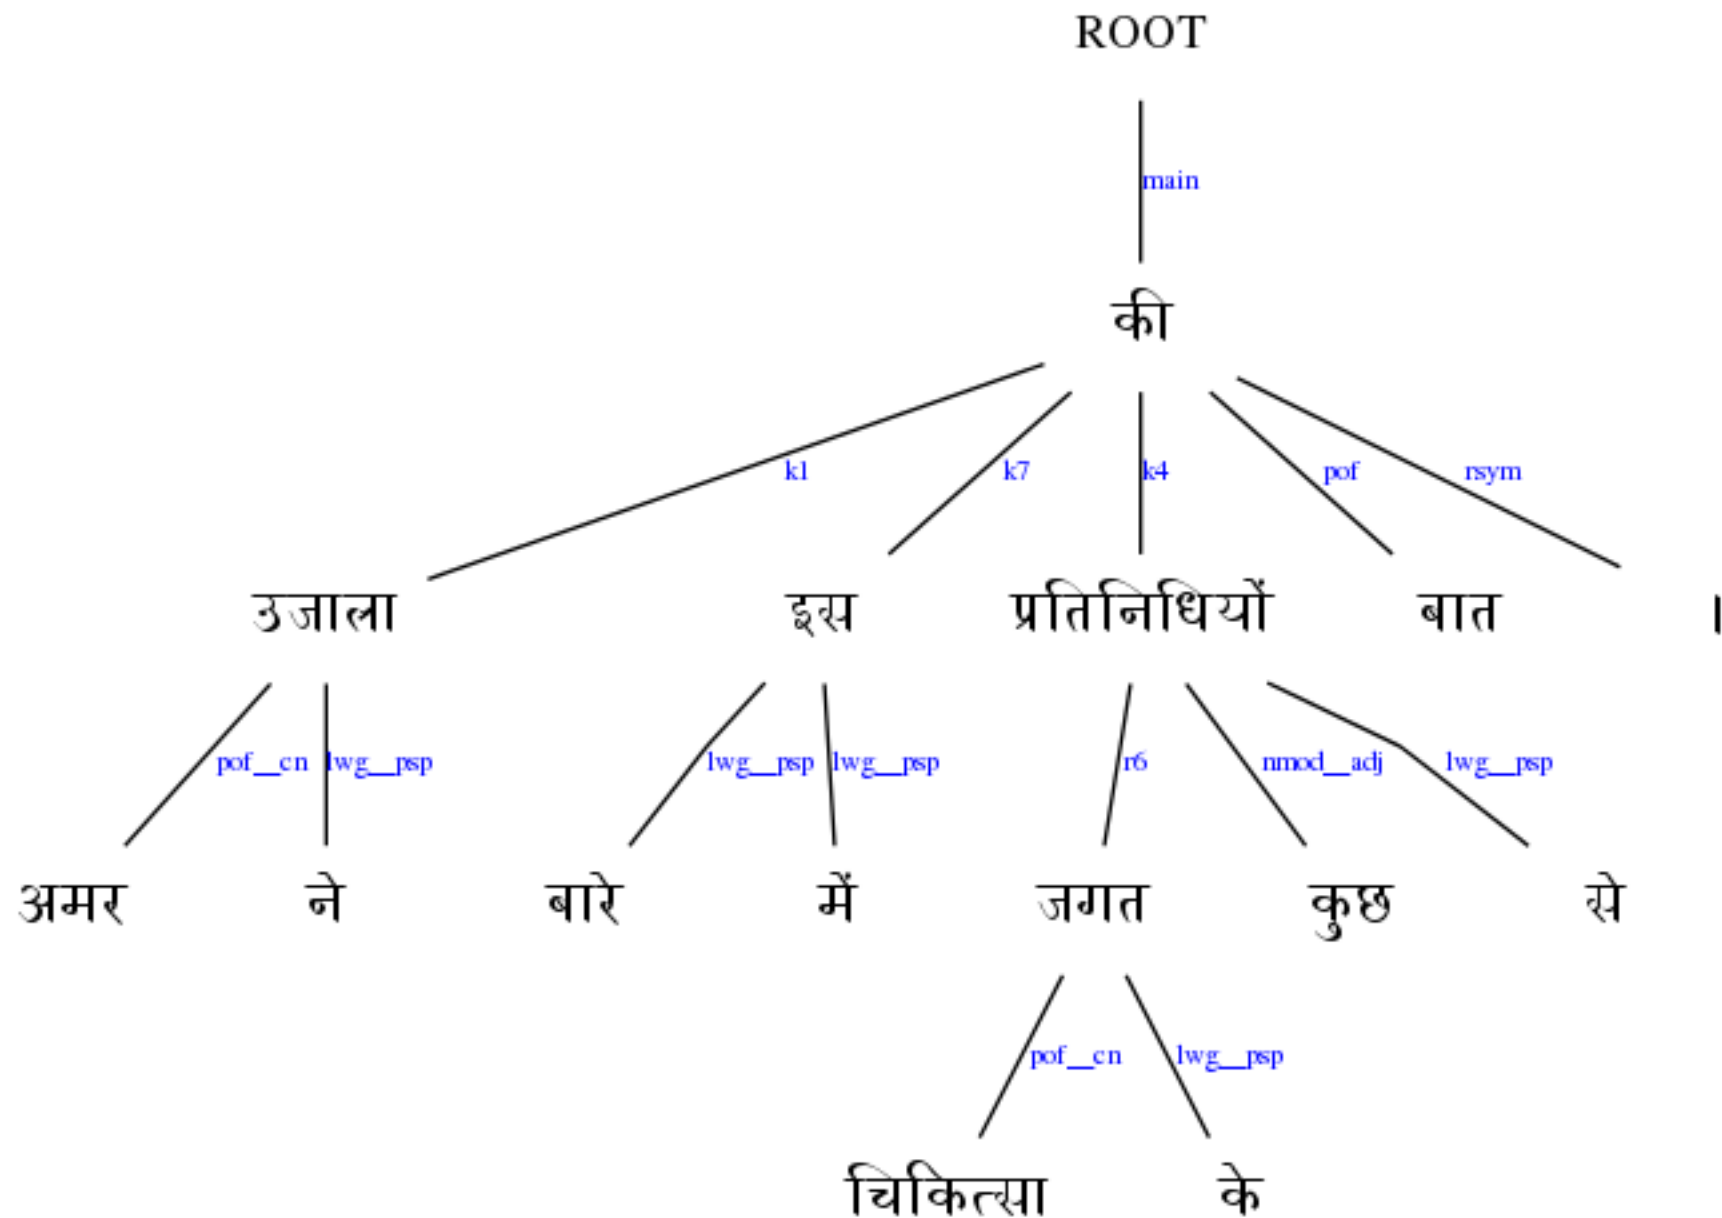 ROOT
main
की
k1 k7 k4 pof rsym
उजाला इस प्रतिनिधियों बात ।
pof__cn lwg__psp lwg__psp lwg__psp r6 nmod__adj lwg__psp
अमर ने बारे में जगत कुछ से
pof__cn lwg__psp
चिकित्सा के